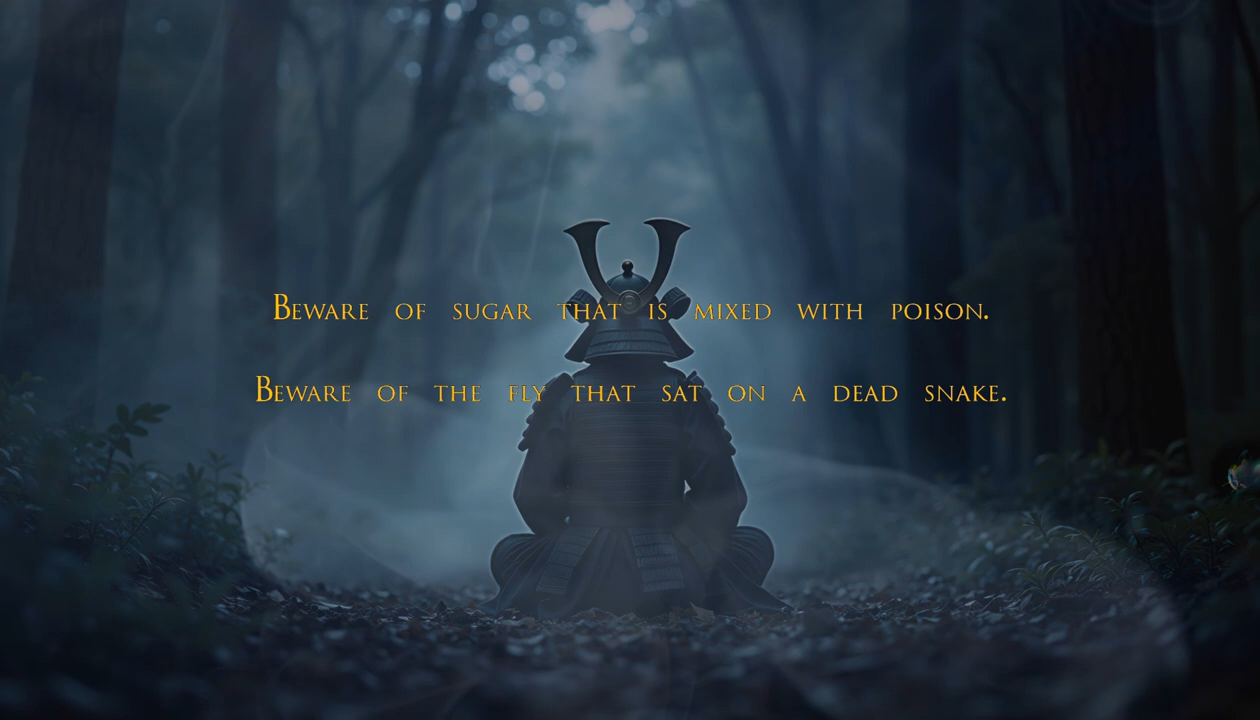 Beware of sugar that is mixed with poison.
Beware of the fly that sat on a dead snake.